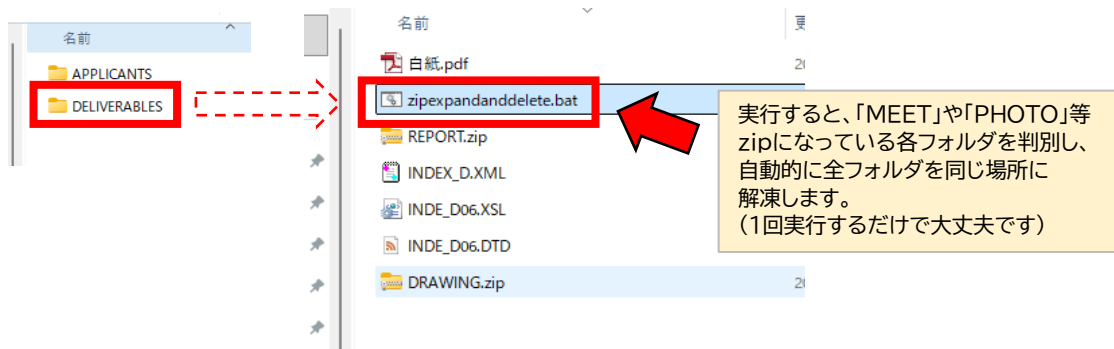 名前
APPLICANTS
DELIVERABLES
名前
白紙.pdf
zipexpandanddelete.bat
REPORT.zip
INDEX_D.XML
INDE_D06.XSL
INDE_D06.DTD
DRAWING.zip
実行すると、「MEET」や「PHOTO」等
zipになっている各フォルダを判別し、
自動的に全フォルダを同じ場所に
解凍します。
(1回実行するだけで大丈夫です)